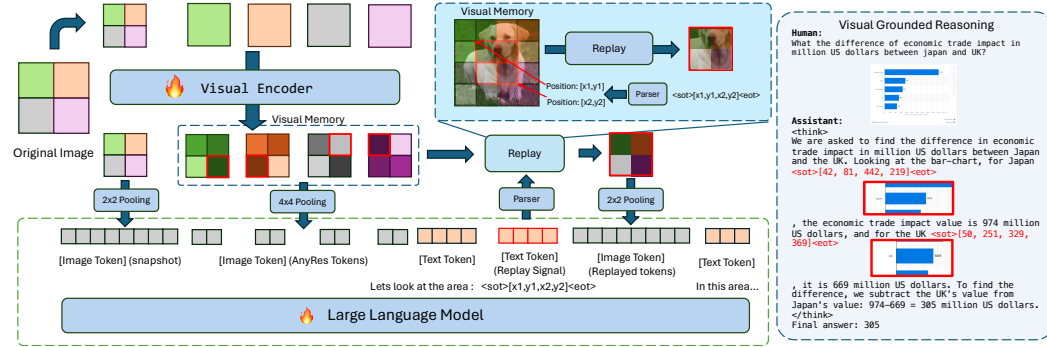 Original Image
Visual Encoder
Visual Memory
2x2 Pooling
4x4 Pooling
Visual Memory
Replay
Position: [x1,y1]
Position: [x2,y2]
Parser
<sot>[x1,y1,x2,y2]<eot>
Replay
Parser
2x2 Pooling
[Image Token] (snapshot)
[Image Token] (AnyRes Tokens)
[Text Token]
[Text Token]
(Replay Signal)
[Image Token]
(Replayed tokens)
[Text Token]
Lets look at the area :
<sot>[x1,y1,x2,y2]<eot>
In this area...
Large Language Model
Visual Grounded Reasoning
Human:
What the difference of economic trade impact in
million US dollars between japan and UK?
Assistant:
<think>
We are asked to find the difference in economic
trade impact in million US dollars between Japan
and the UK. Looking at the bar-chart, for Japan
<sot>[42, 81, 442, 219]<eot>
, the economic trade impact value is 974 million
US dollars, and for the UK <sot>[50, 251, 329,
369]<eot>
669
, it is 669 million US dollars. To find the
difference, we subtract the UK's value from
Japan's value: 974−669 = 305 million US dollars.
</think>
Final answer: 305